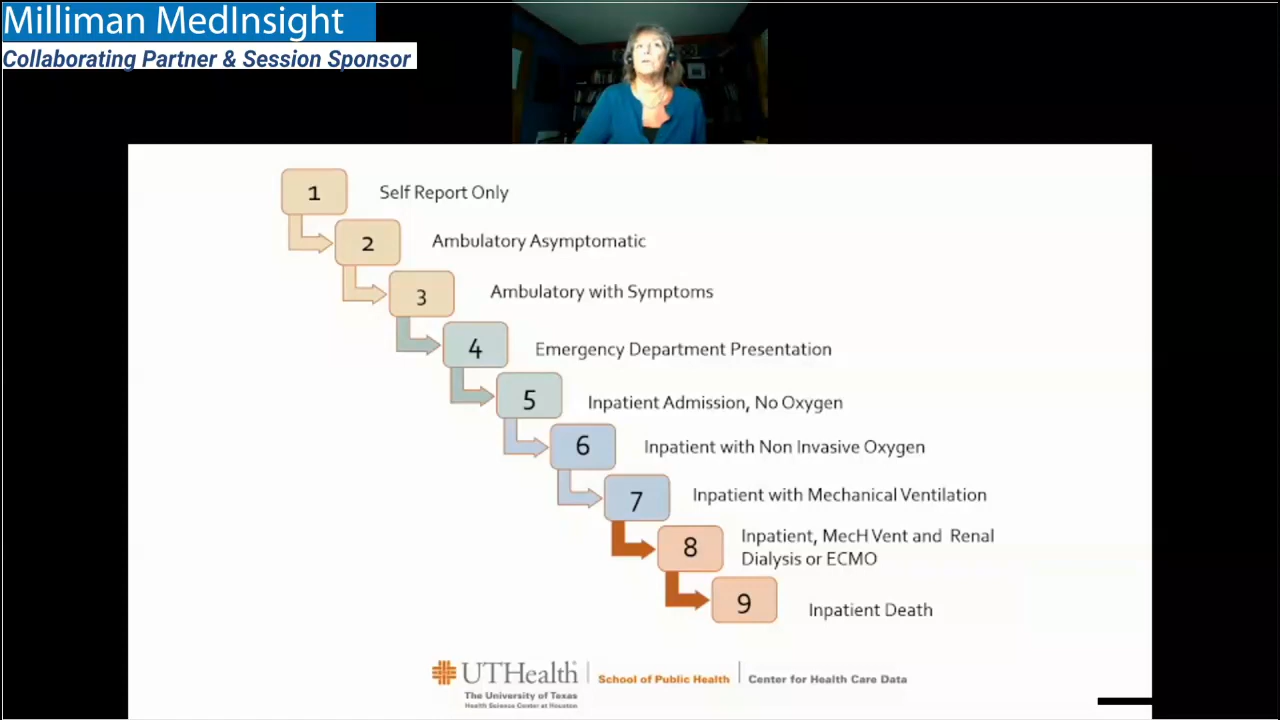 Milliman MedInsight
Collaborating Partner & Session Sponsor
1 Self Report Only
2 Ambulatory Asymptomatic
3 Ambulatory with Symptoms
4 Emergency Department Presentation
5 Inpatient Admission, No Oxygen
6 Inpatient with Non Invasive Oxygen
7 Inpatient with Mechanical Ventilation
8 Inpatient, MecH Vent and Renal
Dialysis or ECMO
9 Inpatient Death
UTHealth® School of Public Health Center for Health Care Data
The University of Texas
Health Science Center at Houston